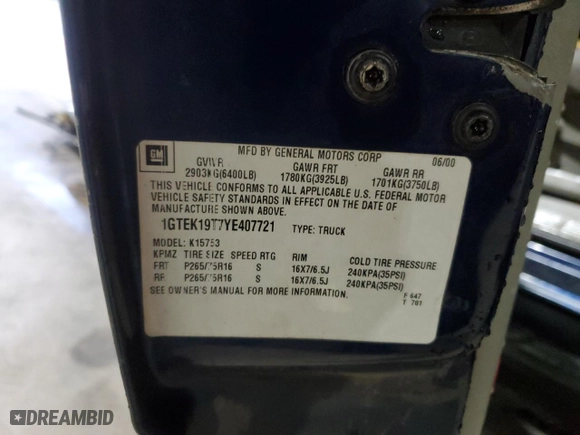 GM
MFD BY GENERAL MOTORS CORP 06/00
GVWR GAWR FRT GAWR RR
2903KG(6400LB) 1780KG(3925LB) 1701KG(3750LB)
THIS VEHICLE CONFORMS TO ALL APPLICABLE U.S. FEDERAL MOTOR
VEHICLE SAFETY STANDARDS IN EFFECT ON THE DATE OF
MANUFACTURE SHOWN ABOVE.
1GTEK19T7YE407721 TYPE: TRUCK
MODEL: K15753
KPMZ TIRE SIZE SPEED RTG RIM COLD TIRE PRESSURE
FRT P265/75R16 S 16X7/6.5J 240KPA(35PSI)
RR P265/75R16 S 16X7/6.5J 240KPA(35PSI)
SEE OWNER'S MANUAL FOR MORE INFORMATION.
F 647
T 701
DREAMBID